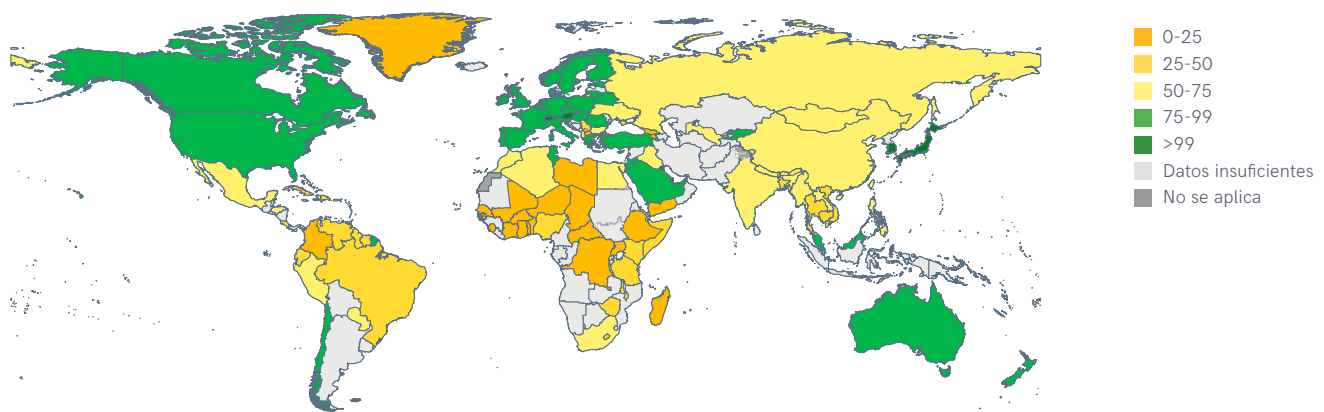 0-25
25-50
50-75
75-99
>99
Datos insuficientes
No se aplica